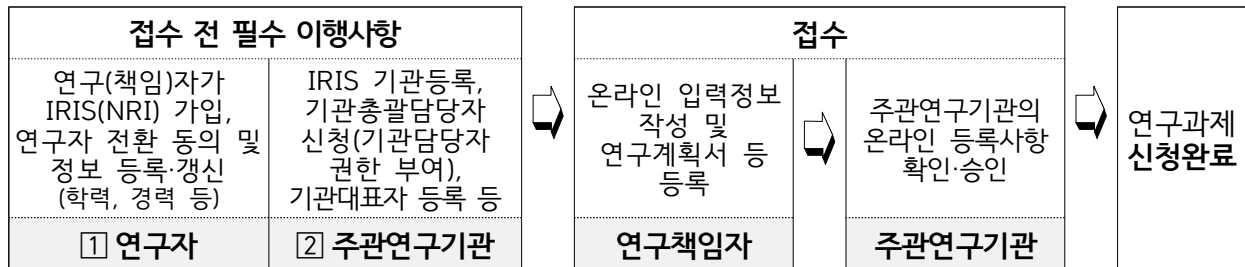 접수 전 필수 이행사항
연구(책임)자가
IRIS(NRI) 가입,
연구자 전환 동의 및
정보 등록·갱신
(학력, 경력 등)
1 연구자
IRIS 기관등록,
기관총괄담당자
신청(기관담당자
권한 부여),
기관대표자 등록 등
2 주관연구기관
접수
온라인 입력정보
작성 및
연구계획서 등
등록
연구책임자
주관연구기관의
온라인 등록사항
확인·승인
주관연구기관
연구과제
신청완료